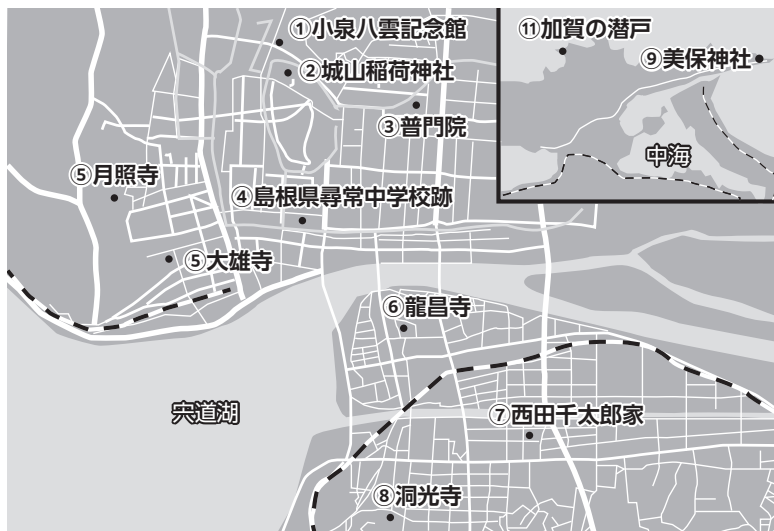 ①小泉八雲記念館
②城山稲荷神社
③普門院
⑤月照寺
④島根県尋常中学校跡
⑤大雄寺
⑥龍昌寺
宍道湖
⑦西田千太郎家
⑧洞光寺
⑪加賀の潜戸
⑨美保神社
中海